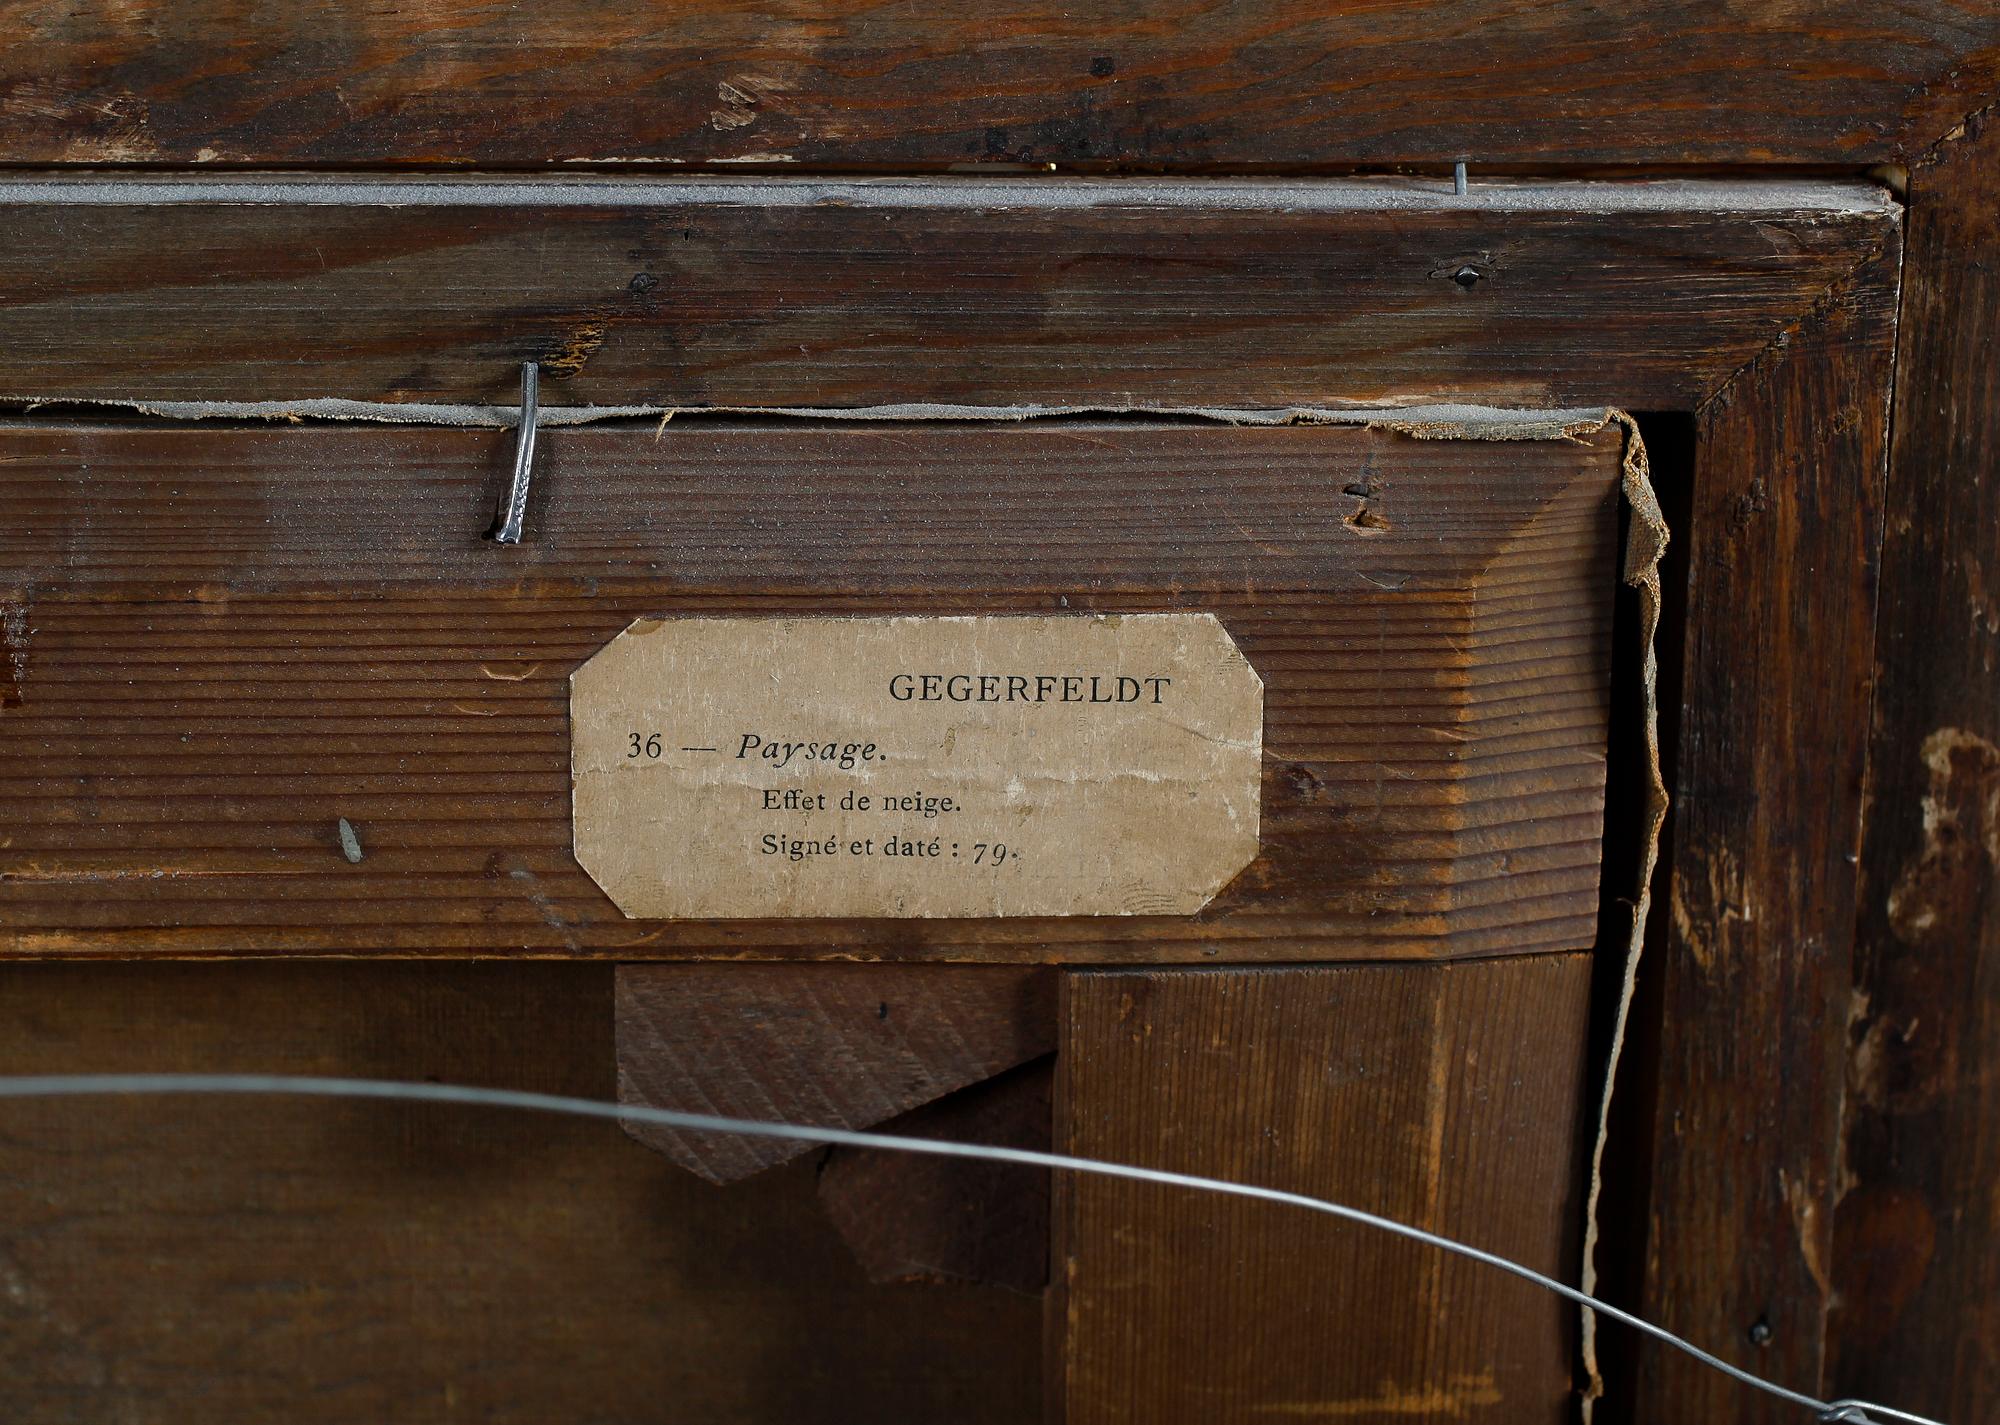 GEGERFELDT
36 — Paysage.
Effet de neige.
Signé et daté : 79.